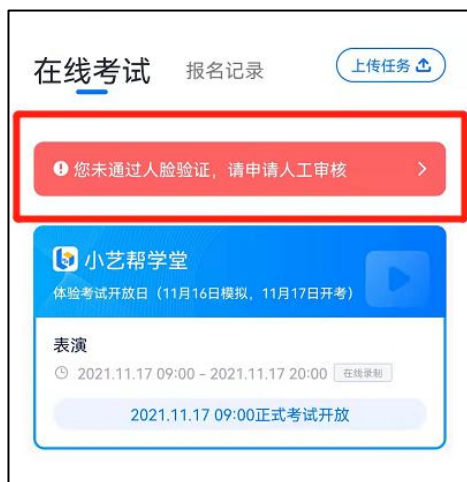 在线考试 报名记录 上传任务
您未通过人脸验证，请申请人工审核
小艺帮学堂
体验考试开放日（11月16日模拟，11月17日开考）
表演
2021.11.17 09:00 - 2021.11.17 20:00 在线录制
2021.11.17 09:00正式考试开放